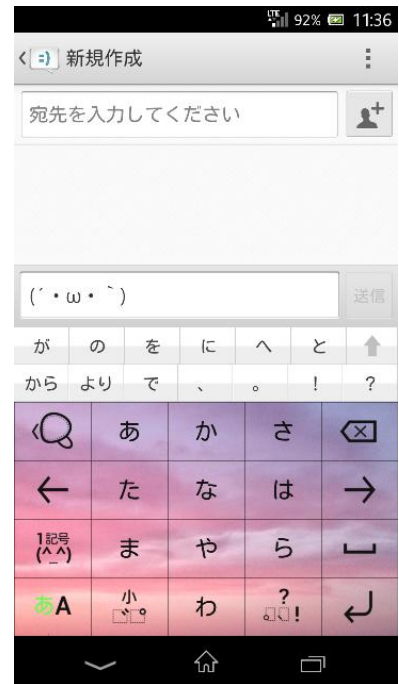 LTE 92% 11:36
=) 新規作成
宛先を入力してください
(´・ω・｀)
送信
が の を に へ と
から より で 、 。 ! ?
あ か さ
た な は
1記号
(^_^) ま や ら
あA 小゛゜ わ 。、?!